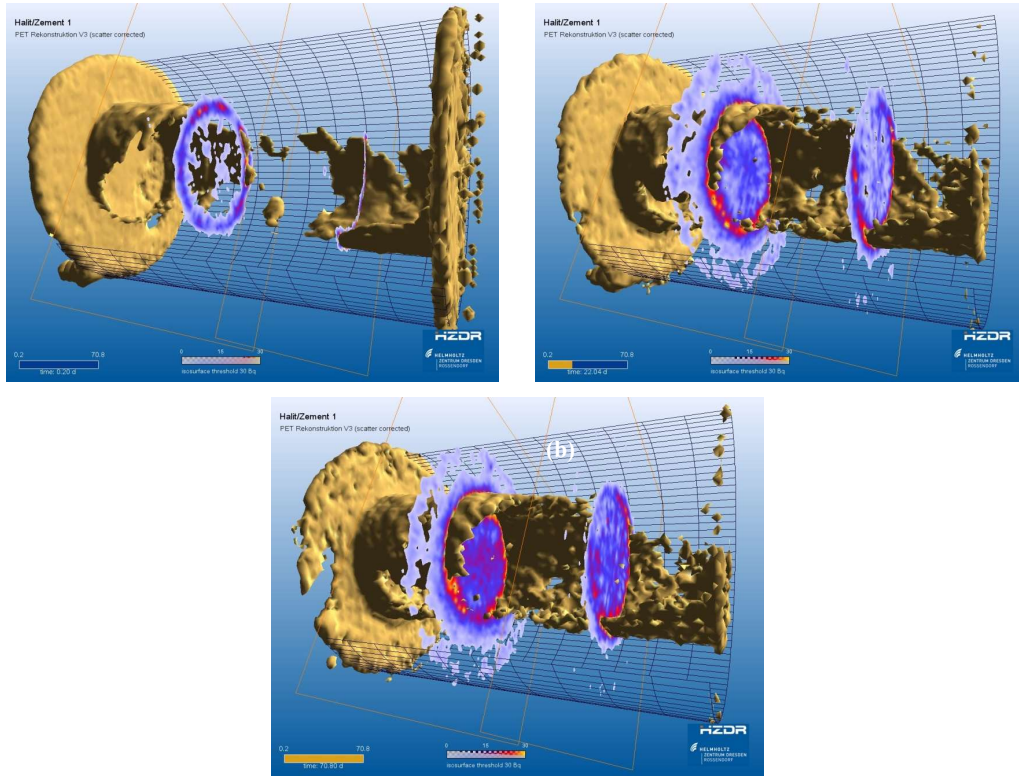 Halit/Zement 1
PET Rekonstruktion V3 (scatter corrected)
0.2 70.8
time: 0.20 d
0 15 30
isosurface threshold 30 Bq
HZDR
HELMHOLTZ
ZENTRUM DRESDEN
ROSSENDORF
Halit/Zement 1
PET Rekonstruktion V3 (scatter corrected)
0.2 70.8
time: 22.04 d
0 15 30
isosurface threshold 30 Bq
HZDR
HELMHOLTZ
ZENTRUM DRESDEN
ROSSENDORF
Halit/Zement 1
PET Rekonstruktion V3 (scatter corrected)
(b)
0.2 70.8
time: 70.80 d
0 15 30
isosurface threshold 30 Bq
HZDR
HELMHOLTZ
ZENTRUM DRESDEN
ROSSENDORF